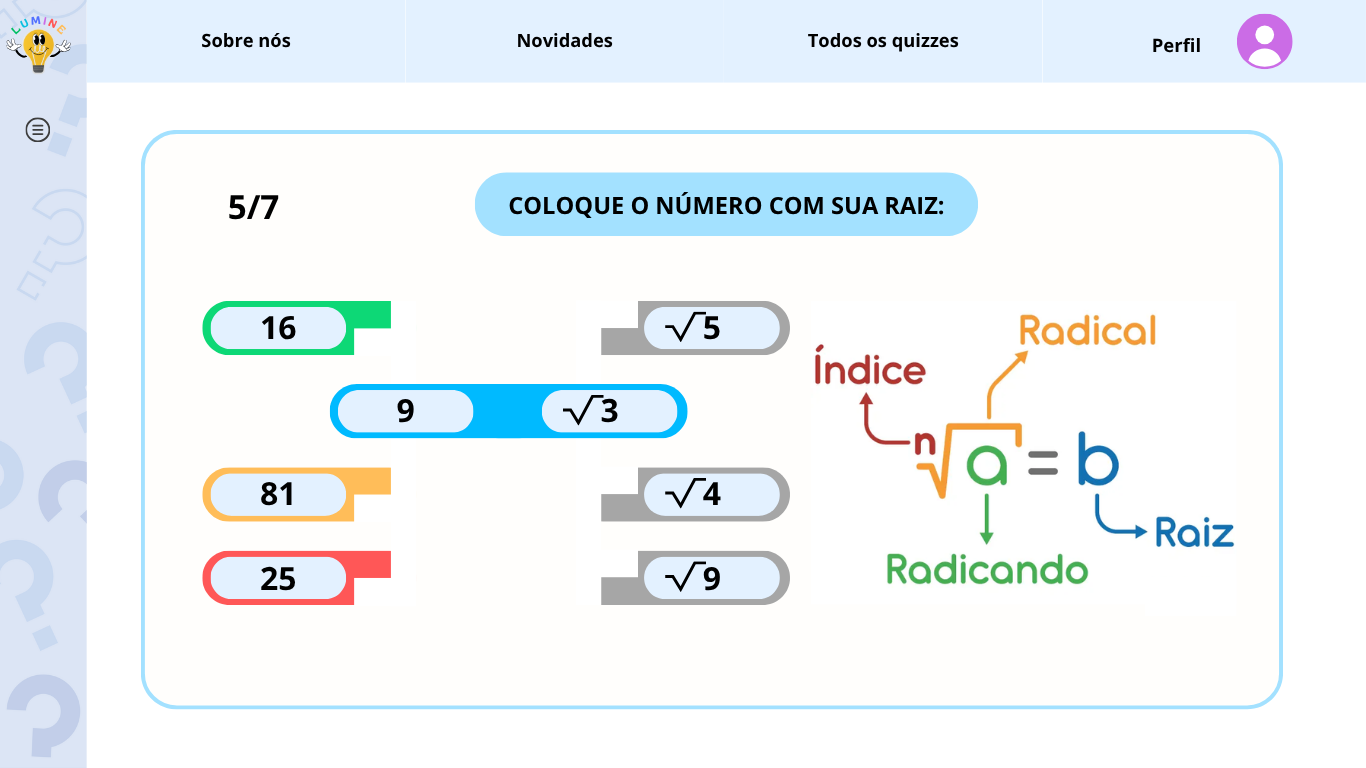 LUMINE
Sobre nós
Novidades
Todos os quizzes
Perfil
5/7
COLOQUE O NÚMERO COM SUA RAIZ:
16
√5
9
√3
81
√4
25
√9
Radical
Índice
n√a = b
Raiz
Radicando